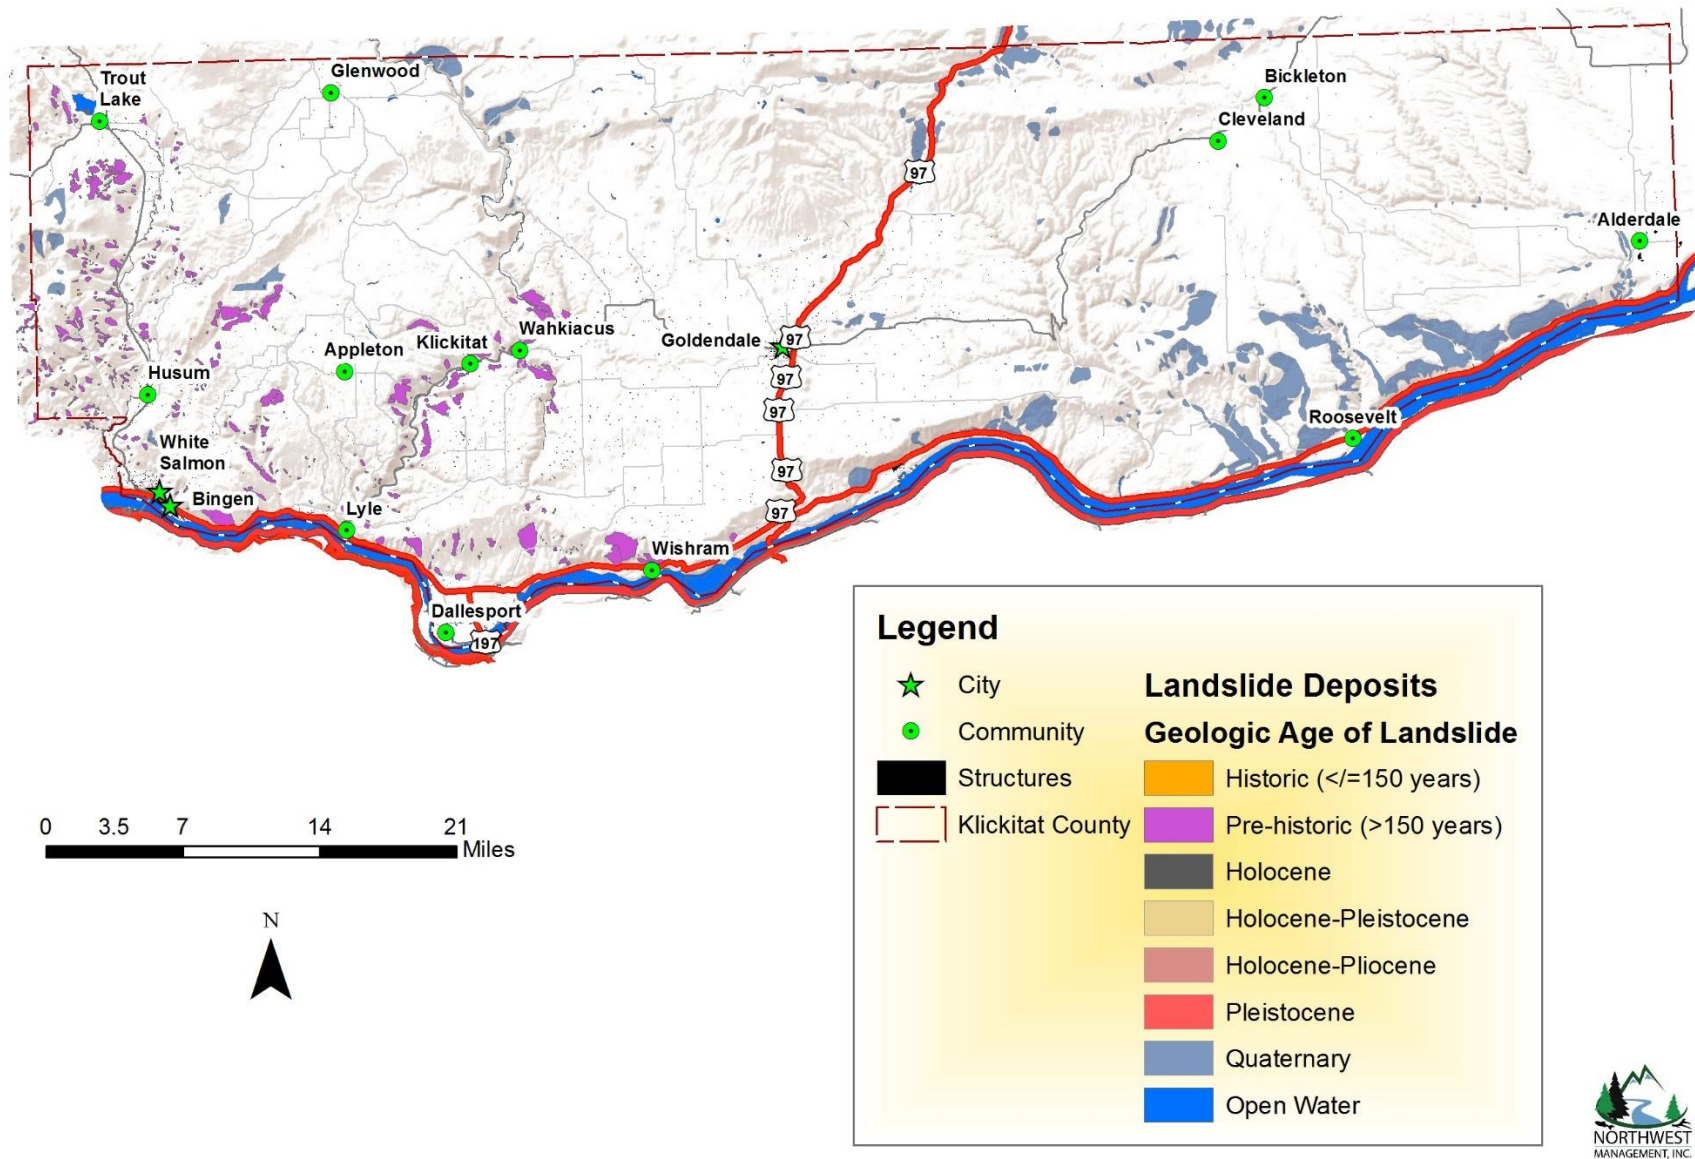 Trout
Lake
Glenwood
Bickleton
Cleveland
97
Alderdale
Wahkiacus
Klickitat
Appleton
Goldendale
97
Husum
97
97
Roosevelt
White
Salmon
97
Bingen
Lyle
97
Wishram
Dallesport
197
Legend
City
Community
Structures
Klickitat County
Landslide Deposits
Geologic Age of Landslide
Historic (</=150 years)
Pre-historic (>150 years)
Holocene
Holocene-Pleistocene
Holocene-Pliocene
Pleistocene
Quaternary
Open Water
0 3.5 7 14 21
Miles
N
NORTHWEST
MANAGEMENT, INC.